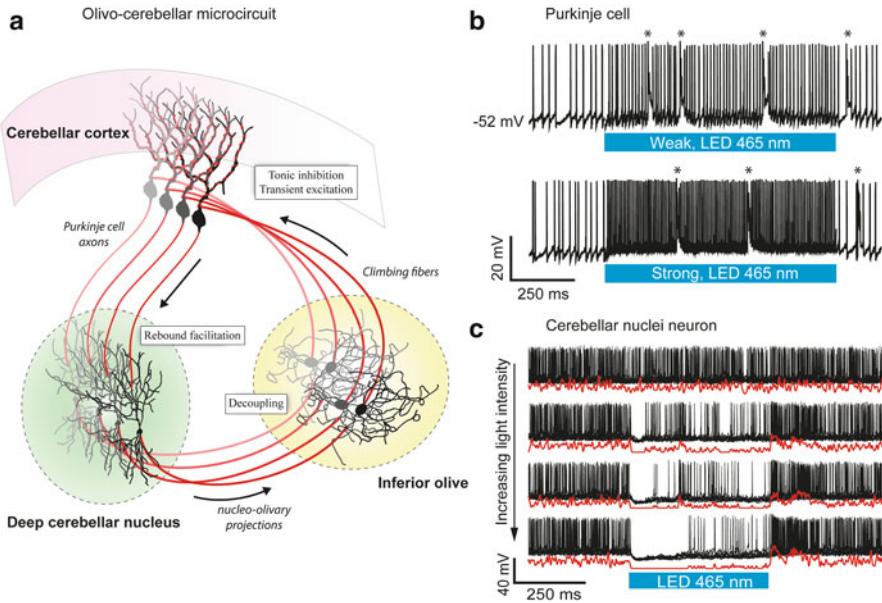 a
Olivo-cerebellar microcircuit
Cerebellar cortex
Tonic inhibition
Transient excitation
Purkinje cell
axons
Climbing fibers
Rebound facilitation
Decoupling
Inferior olive
nucleo-olivary
projections
Deep cerebellar nucleus
b
Purkinje cell
* * * *
-52 mV
Weak, LED 465 nm
* * *
20 mV
250 ms
Strong, LED 465 nm
c
Cerebellar nuclei neuron
Increasing light intensity
40 mV
250 ms
LED 465 nm